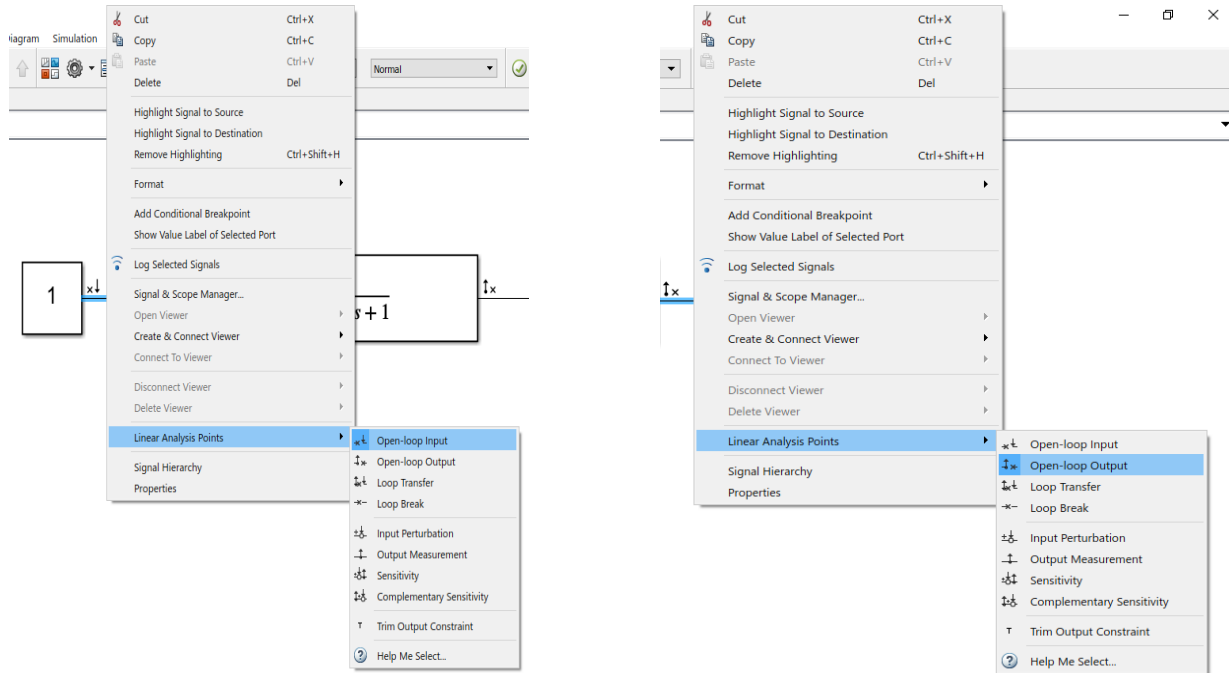 Cut Ctrl+X
Diagram Simulation
Copy Ctrl+C
Paste Ctrl+V
Normal
Delete Del
Highlight Signal to Source
Highlight Signal to Destination
Remove Highlighting Ctrl+Shift+H
Format
Add Conditional Breakpoint
Show Value Label of Selected Port
Log Selected Signals
1
Signal & Scope Manager...
Open Viewer
s + 1
Create & Connect Viewer
Connect To Viewer
Disconnect Viewer
Delete Viewer
Linear Analysis Points
Signal Hierarchy
Properties
Open-loop Input
Open-loop Output
Loop Transfer
Loop Break
Input Perturbation
Output Measurement
Sensitivity
Complementary Sensitivity
Trim Output Constraint
Help Me Select...
Cut Ctrl+X
Copy Ctrl+C
Paste Ctrl+V
Delete Del
Highlight Signal to Source
Highlight Signal to Destination
Remove Highlighting Ctrl+Shift+H
Format
Add Conditional Breakpoint
Show Value Label of Selected Port
Log Selected Signals
Signal & Scope Manager...
Open Viewer
Create & Connect Viewer
Connect To Viewer
Disconnect Viewer
Delete Viewer
Linear Analysis Points
Signal Hierarchy
Properties
Open-loop Input
Open-loop Output
Loop Transfer
Loop Break
Input Perturbation
Output Measurement
Sensitivity
Complementary Sensitivity
Trim Output Constraint
Help Me Select...